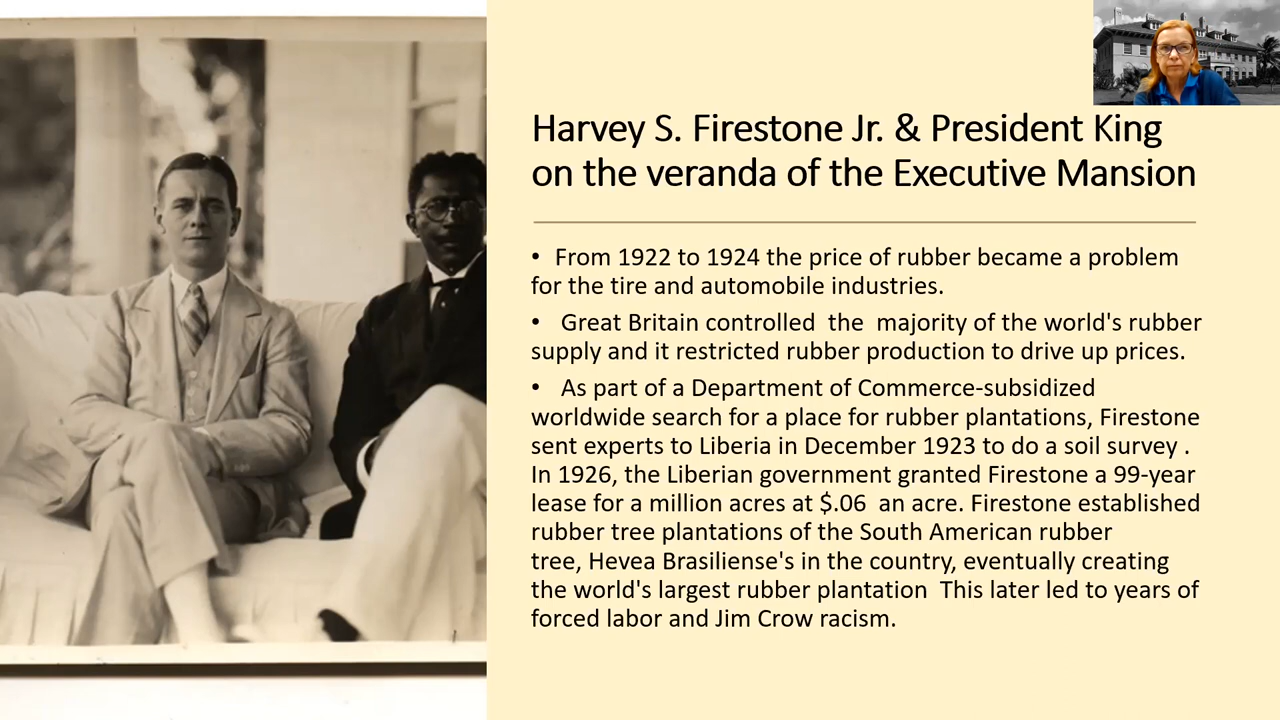 Harvey S. Firestone Jr. & President King
on the veranda of the Executive Mansion
• From 1922 to 1924 the price of rubber became a problem
for the tire and automobile industries.
• Great Britain controlled the majority of the world's rubber
supply and it restricted rubber production to drive up prices.
• As part of a Department of Commerce-subsidized
worldwide search for a place for rubber plantations, Firestone
sent experts to Liberia in December 1923 to do a soil survey .
In 1926, the Liberian government granted Firestone a 99-year
lease for a million acres at $.06 an acre. Firestone established
rubber tree plantations of the South American rubber
tree, Hevea Brasiliense's in the country, eventually creating
the world's largest rubber plantation This later led to years of
forced labor and Jim Crow racism.